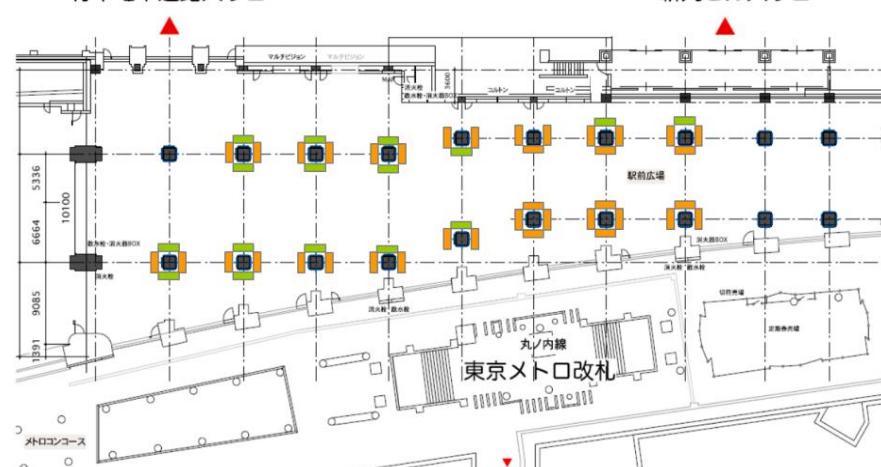 マルチビジョン
マルチビジョン
消火栓
散水栓・消火器BOX
3600
コルトン
コルトン
駅前広場
5336
10100
6664
散水栓・消火器BOX
消火栓
消火器BOX
消火栓・散水栓
9085
消火栓・散水栓
切符売場
定期券売場
1391
丸ノ内線
東京メトロ改札
メトロコンコース